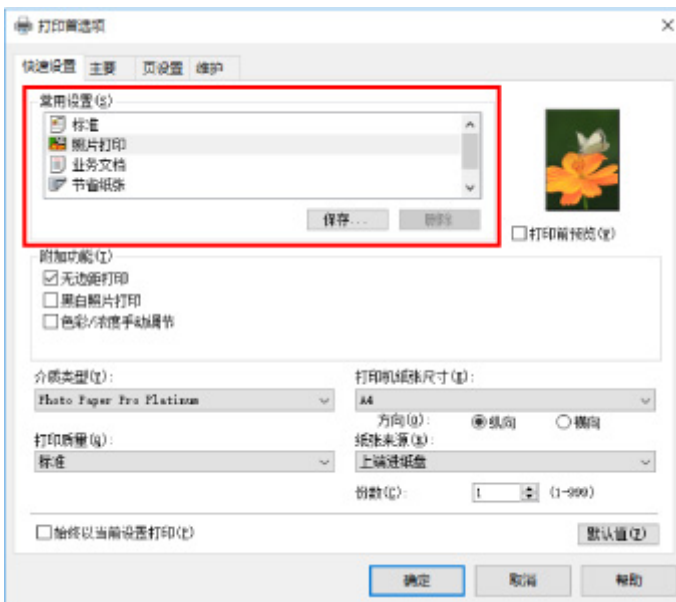 打印首选项
快速设置 主要 页设置 维护
常用设置(S)
标准
照片打印
业务文档
节省纸张
保存... 删除
打印前预览(W)
附加功能(I)
无边距打印
黑白照片打印
色彩/浓度手动调节
介质类型(Y): 打印机纸张尺寸(Z):
Photo Paper Pro Platinum A4
方向(O): 纵向 横向
打印质量(Q): 纸张来源(R):
标准 上端进纸盘
份数(C): 1 (1-999)
始终以当前设置打印(P) 默认值(Z)
确定 取消 帮助